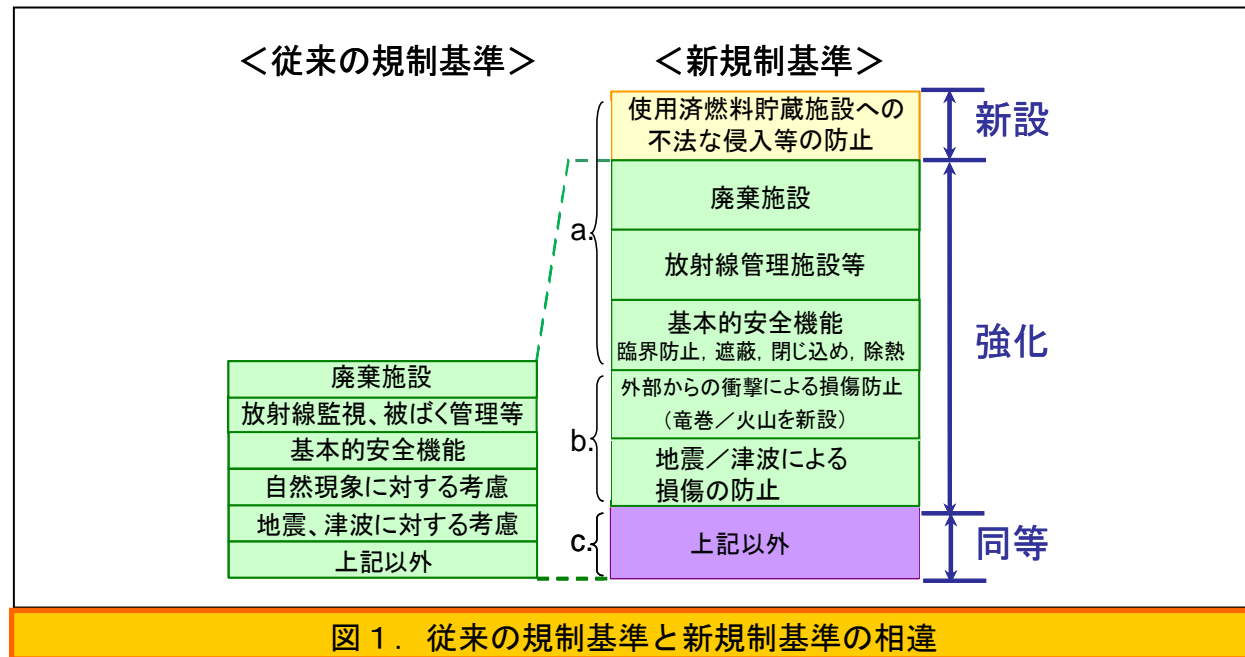 <従来の規制基準>
<新規制基準>
廃棄施設
放射線監視、被ばく管理等
基本的安全機能
自然現象に対する考慮
地震、津波に対する考慮
上記以外
a.
b.
c.
使用済燃料貯蔵施設への
不法な侵入等の防止
廃棄施設
放射線管理施設等
基本的安全機能
臨界防止，遮蔽，閉じ込め，除熱
外部からの衝撃による損傷防止
（竜巻／火山を新設）
地震／津波による
損傷の防止
上記以外
新設
強化
同等
図１．従来の規制基準と新規制基準の相違